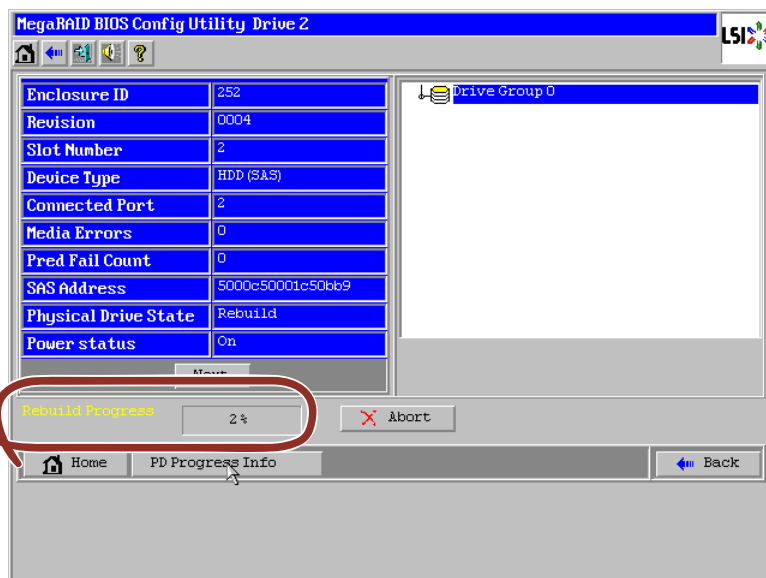 MegaRAID BIOS Config Utility Drive 2
LSI
Enclosure ID 252
Revision 0004
Slot Number 2
Device Type HDD (SAS)
Connected Port 2
Media Errors 0
Pred Fail Count 0
SAS Address 5000c50001c50bb9
Physical Drive State Rebuild
Power status On
Next
Drive Group 0
Rebuild Progress 2%
Abort
Home
PD Progress Info
Back